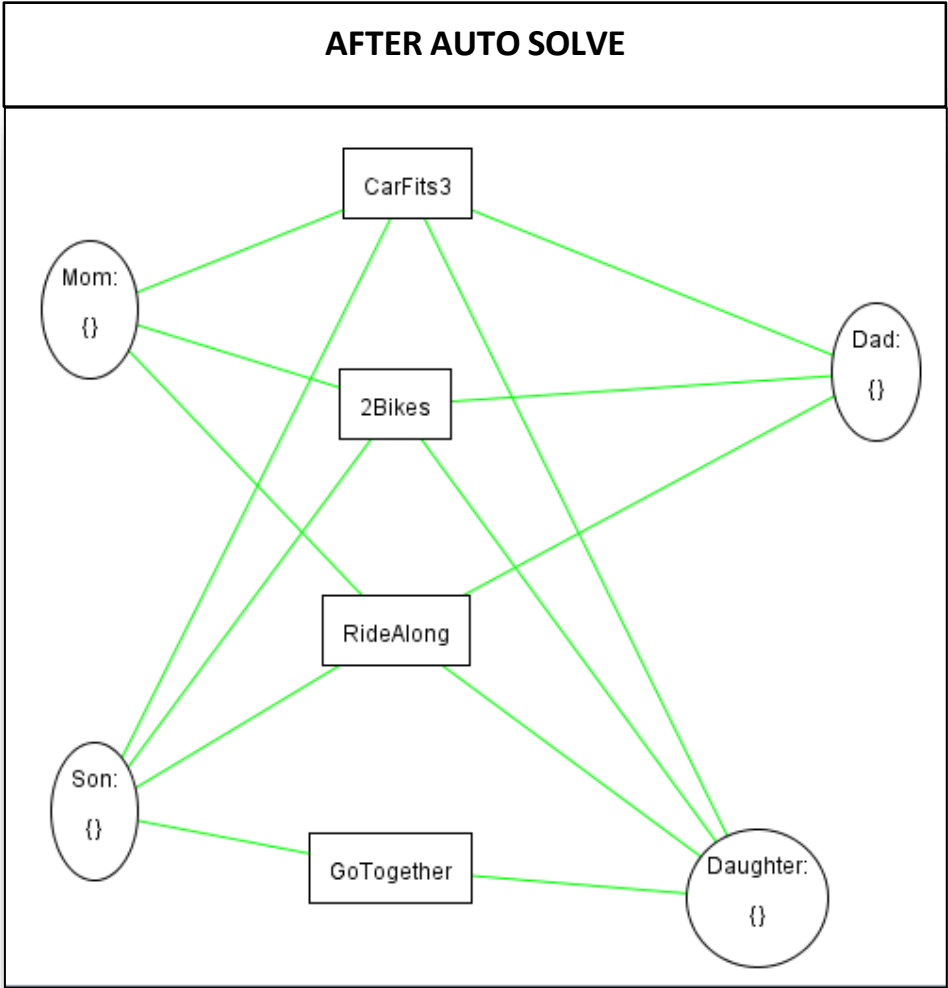 AFTER AUTO SOLVE
CarFits3
Mom:
{}
Dad:
{}
2Bikes
RideAlong
Son:
{}
GoTogether
Daughter:
{}